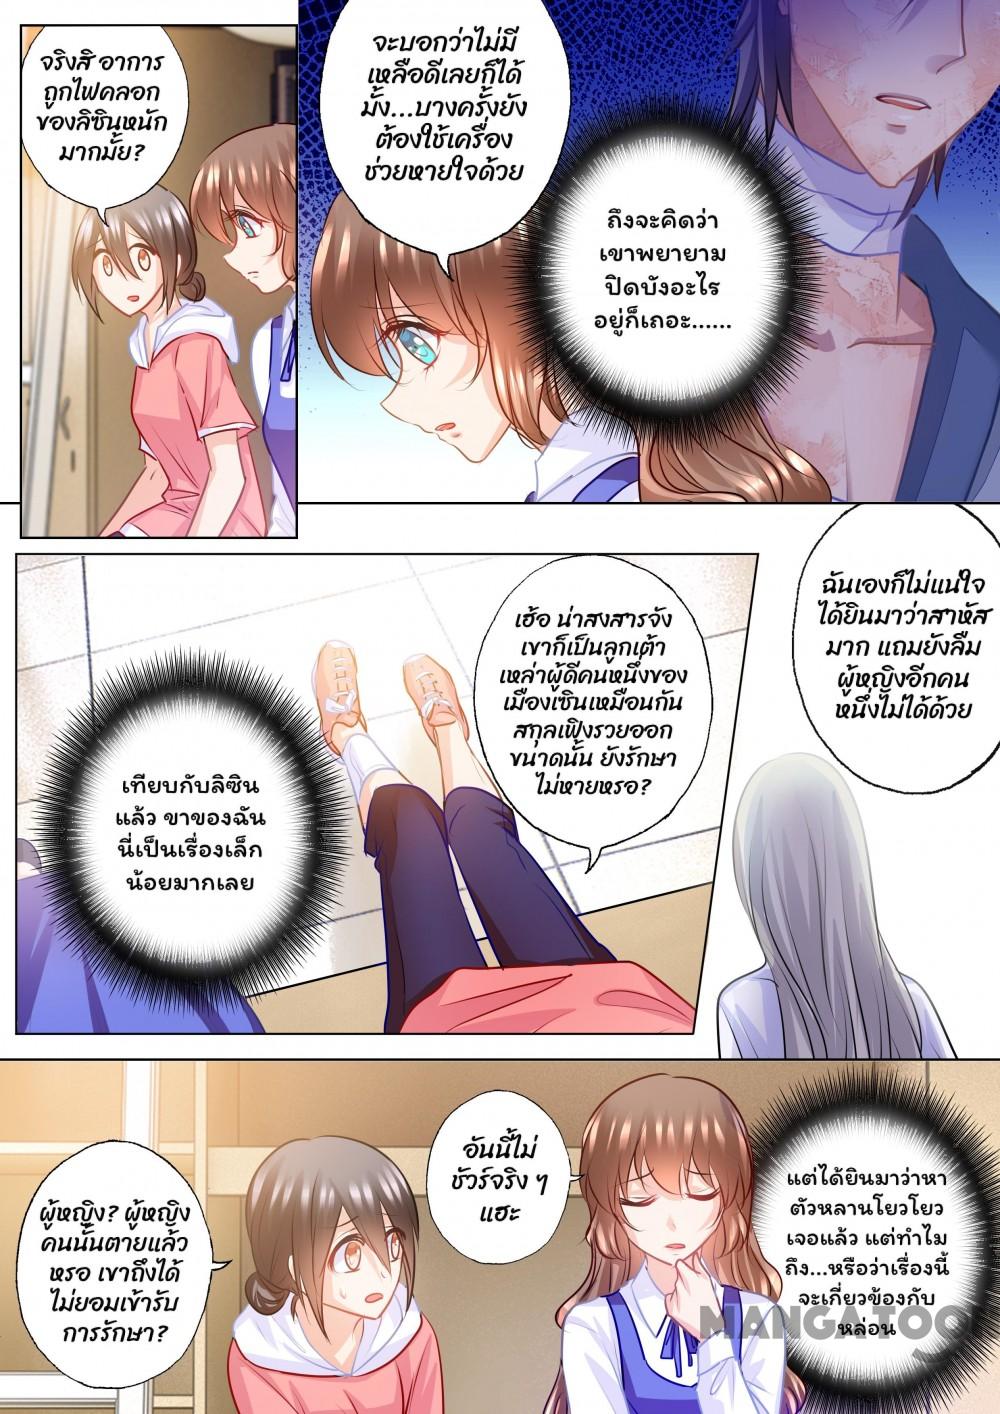 จริงสิ อาการ
ถูกไฟคลอก
ของลิซินหนัก
มากมั้ย?
จะบอกว่าไม่มี
เหลือดีเลยก็ได้
มั้ง...บางครั้งยัง
ต้องใช้เครื่อง
ช่วยหายใจด้วย
ถึงจะคิดว่า
เขาพยายาม
ปิดบังอะไร
อยู่ก็เถอะ......
เทียบกับลิซิน
แล้ว ขาของฉัน
นี่เป็นเรื่องเล็ก
น้อยมากเลย
เฮ้อ น่าสงสารจัง
เขาก็เป็นลูกเต้า
เหล่าผู้ดีคนหนึ่งของ
เมืองเซินเหมือนกัน
สกุลเฟิงรวยออก
ขนาดนั้น ยังรักษา
ไม่หายหรอ?
ฉันเองก็ไม่แน่ใจ
ได้ยินมาว่าสาหัส
มาก แถมยังลืม
ผู้หญิงอีกคน
หนึ่งไม่ได้ด้วย
ผู้หญิง? ผู้หญิง
คนนั้นตายแล้ว
หรอ เขาถึงได้
ไม่ยอมเข้ารับ
การรักษา?
อันนี้ไม่
ชัวร์จริง ๆ
แฮะ
แต่ได้ยินมาว่าหา
ตัวหลานโยวโยว
เจอแล้ว แต่ทำไม
ถึง...หรือว่าเรื่องนี้
จะเกี่ยวข้องกับ
หล่อน
MANGATOON